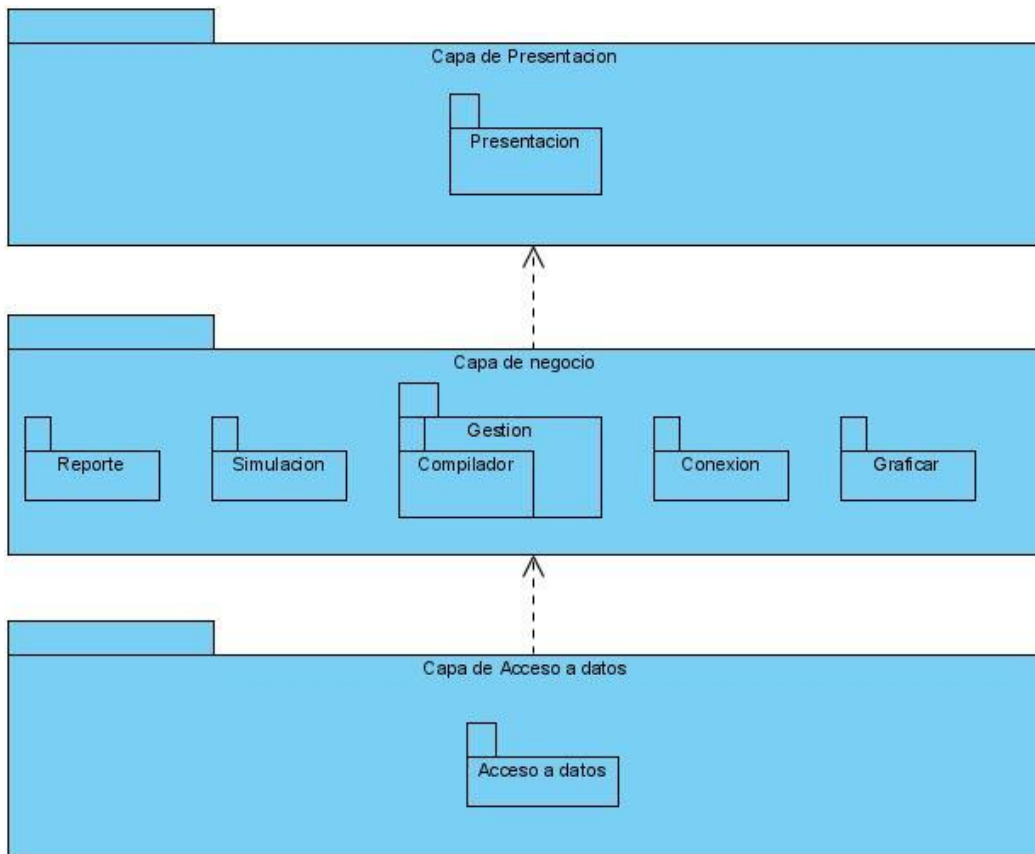 Capa de Presentacion
Presentacion
Capa de negocio
Gestion
Reporte
Simulacion
Compilador
Conexion
Graficar
Capa de Acceso a datos
Acceso a datos